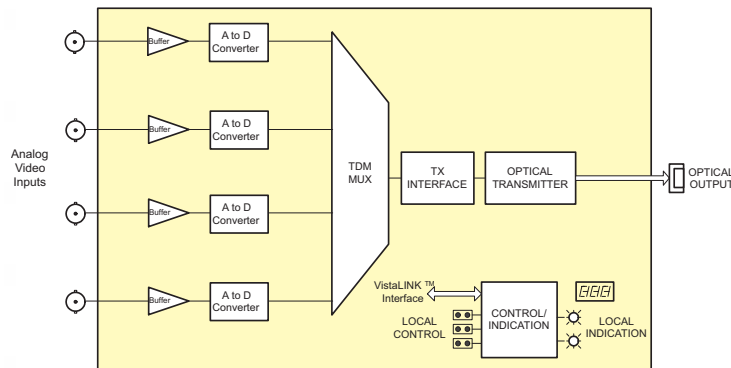 Buffer
A to D
Converter
Buffer
A to D
Converter
Analog
Video
Inputs
TDM
MUX
TX
INTERFACE
OPTICAL
TRANSMITTER
OPTICAL
OUTPUT
Buffer
A to D
Converter
Buffer
A to D
Converter
VistaLINK TM
Interface
LOCAL
CONTROL
CONTROL/
INDICATION
LOCAL
INDICATION